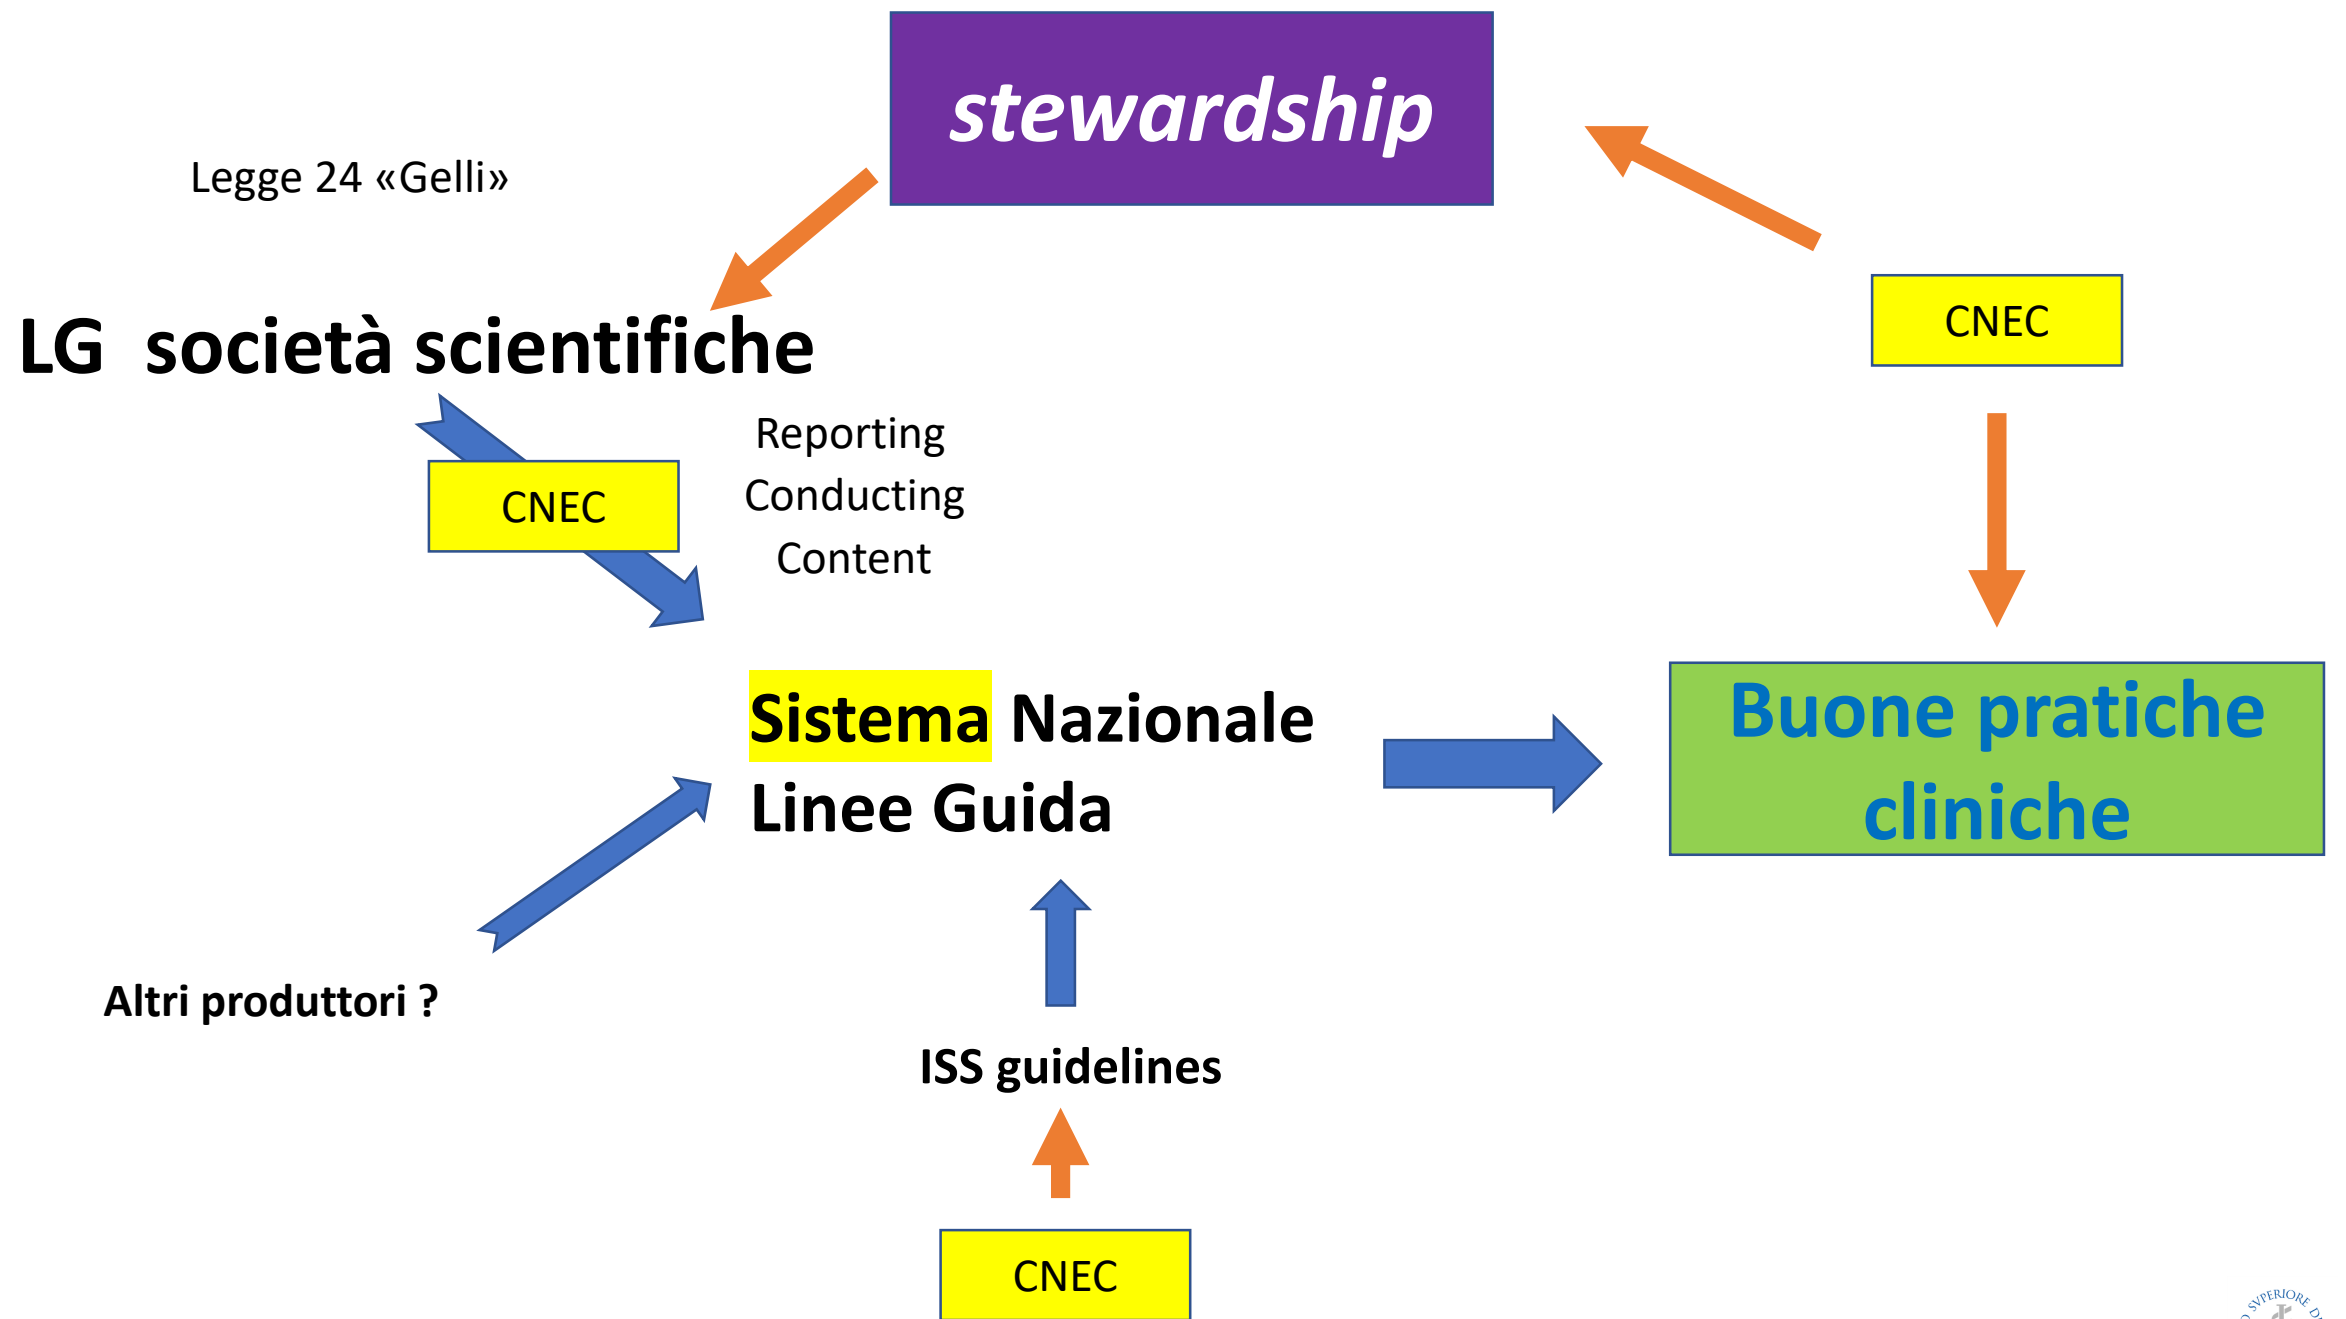 stewardship
Legge 24 «Gelli»
LG società scientifiche
CNEC
CNEC
Reporting
Conducting
Content
Sistema Nazionale
Linee Guida
Buone pratiche
cliniche
Altri produttori ?
ISS guidelines
CNEC
SVPERIORE